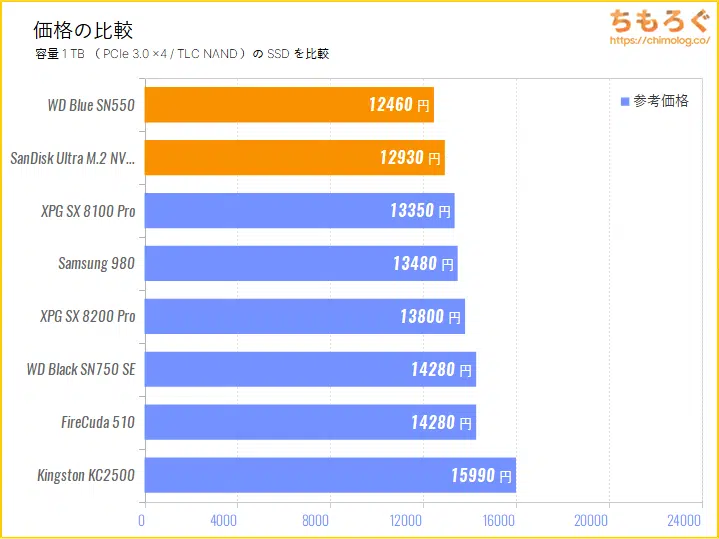 価格の比較
容量 1 TB （ PCIe 3.0 ×4 / TLC NAND ）の SSD を比較
ちもろぐ
https://chimolog.co/
参考価格
WD Blue SN550 12460 円
SanDisk Ultra M.2 NV... 12930 円
XPG SX 8100 Pro 13350 円
Samsung 980 13480 円
XPG SX 8200 Pro 13800 円
WD Black SN750 SE 14280 円
FireCuda 510 14280 円
Kingston KC2500 15990 円
0 4000 8000 12000 16000 20000 24000